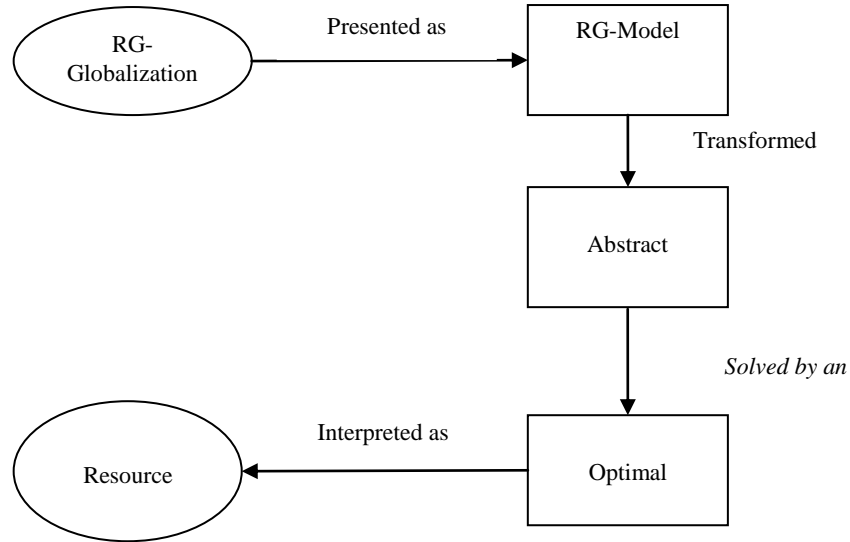 RG-
Globalization
Presented as
RG-Model
Transformed
Abstract
Solved by an
Optimal
Interpreted as
Resource